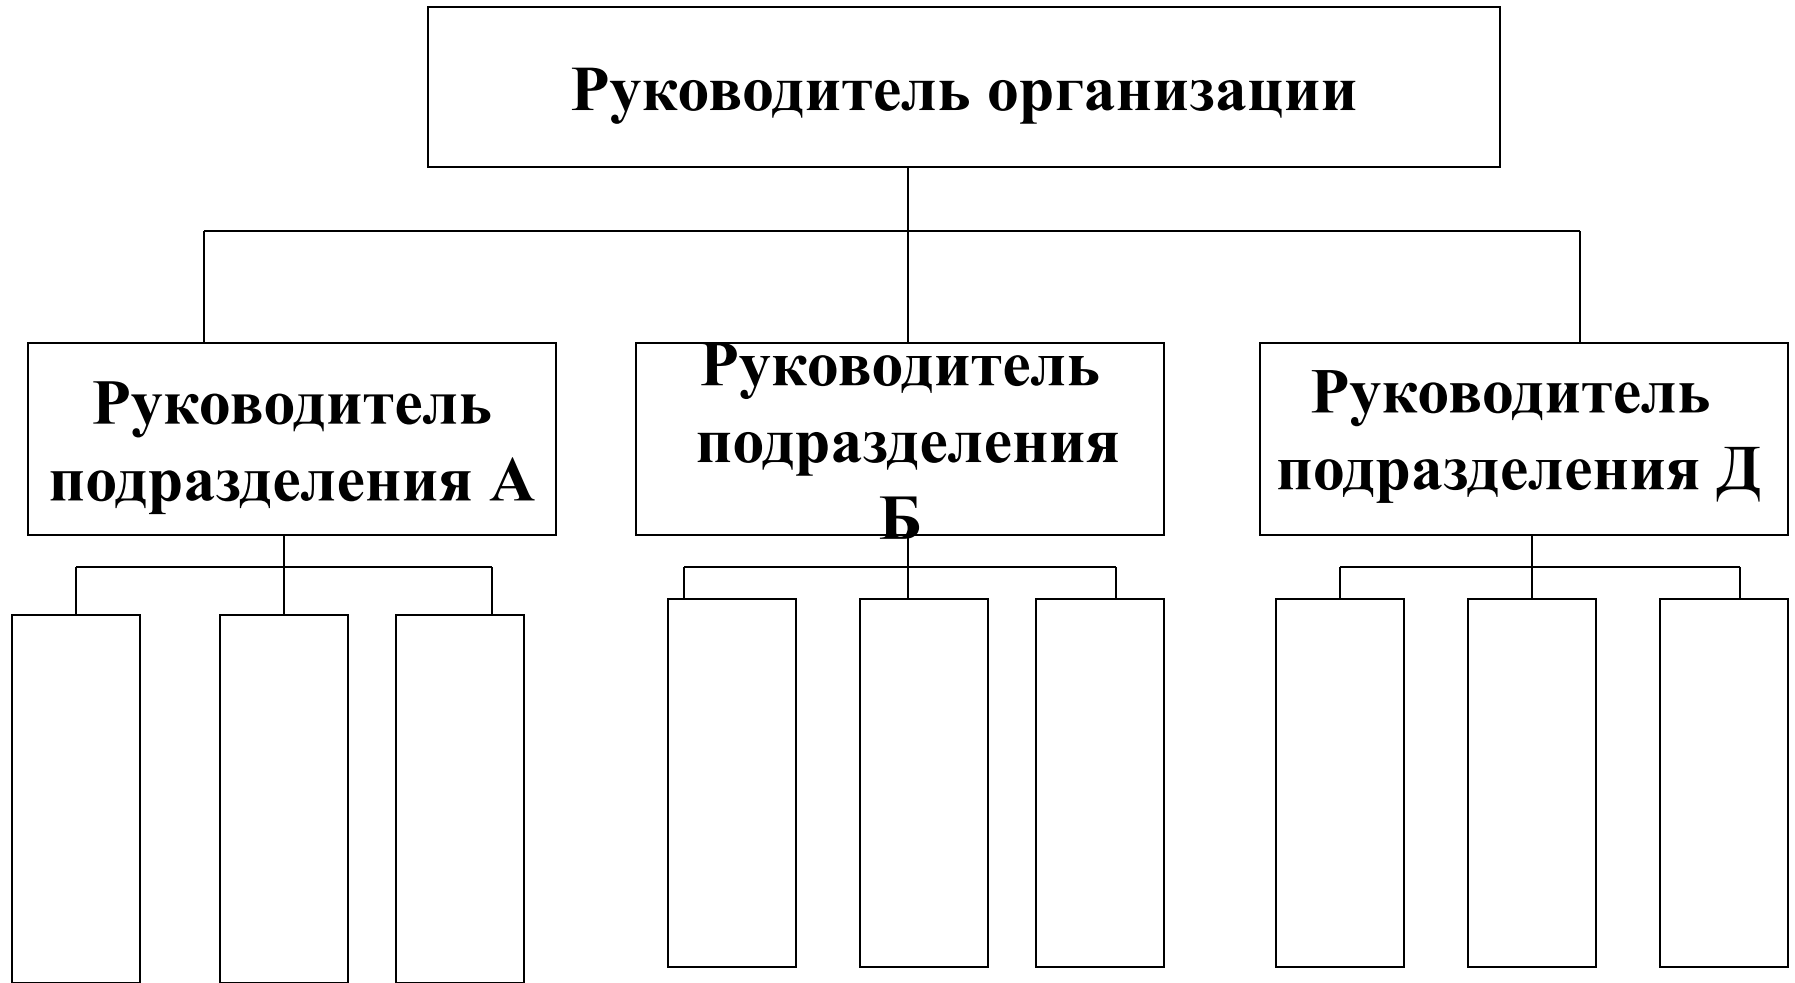 Руководитель организации
Руководитель
подразделения А
Руководитель
подразделения
Б
Руководитель
подразделения Д